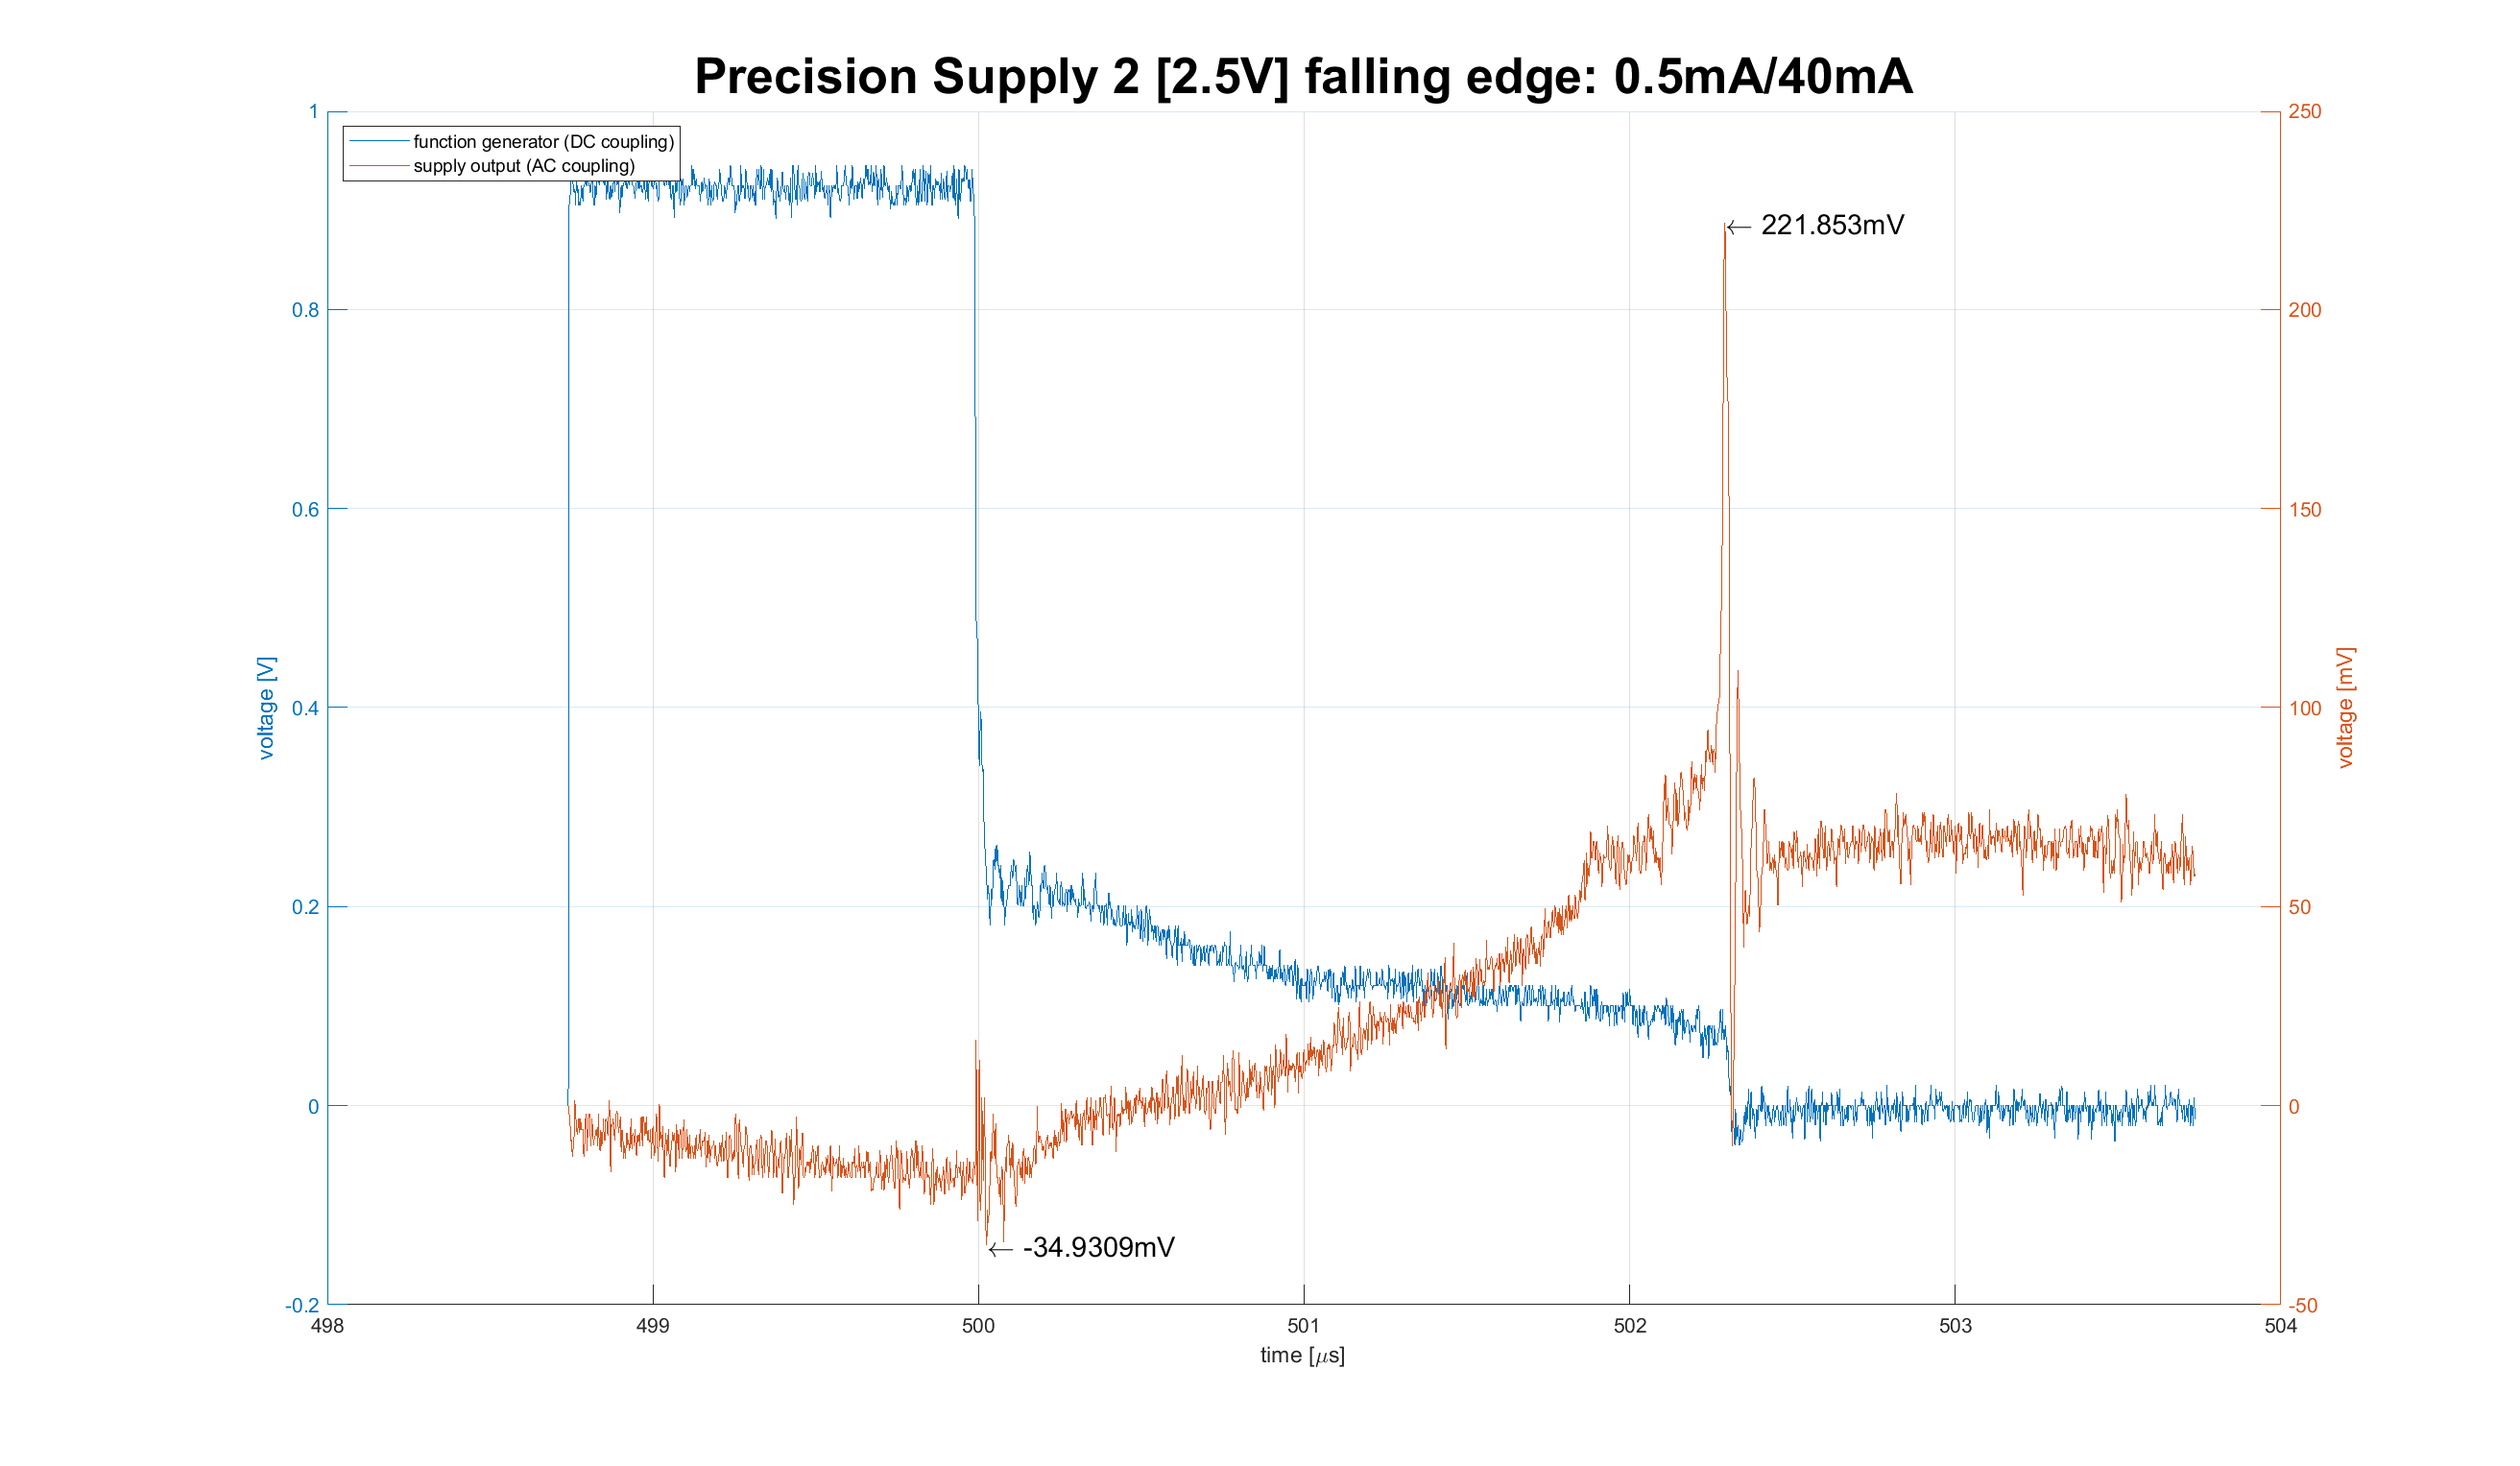 Precision Supply 2 [2.5V] falling edge: 0.5mA/40mA
function generator (DC coupling)
supply output (AC coupling)
1
0.8
0.6
0.4
0.2
0
-0.2
voltage [V]
250
200
150
100
50
0
-50
voltage [mV]
← 221.853mV
← -34.9309mV
498
499
500
501
502
503
504
time [μs]